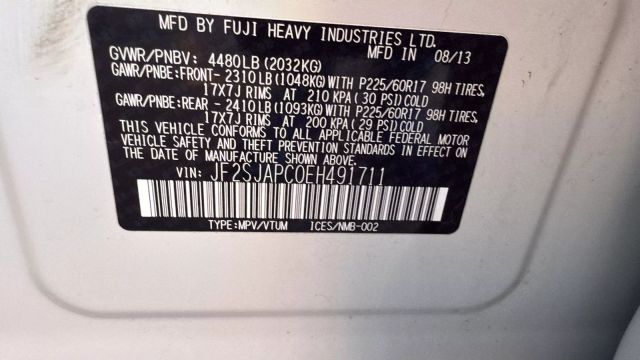 MFD BY FUJI HEAVY INDUSTRIES LTD.
MFD IN 08/13
GVWR/PNBV: 4480LB (2032KG)
GAWR/PNBE: FRONT- 2310LB (1048KG) WITH P225/60R17 98H TIRES,
17X7J RIMS AT 210 KPA (30 PSI) COLD
GAWR/PNBE: REAR - 2410LB (1093KG) WITH P225/60R17 98H TIRES,
17X7J RIMS AT 200 KPA (29 PSI) COLD
THIS VEHICLE CONFORMS TO ALL APPLICABLE FEDERAL MOTOR
VEHICLE SAFETY AND THEFT PREVENTION STANDARDS IN EFFECT ON
THE DATE OF MANUFACTURE SHOWN ABOVE.
VIN: JF2SJAPC0EH491711
TYPE:MPV/VTUM ICES/NMB-002